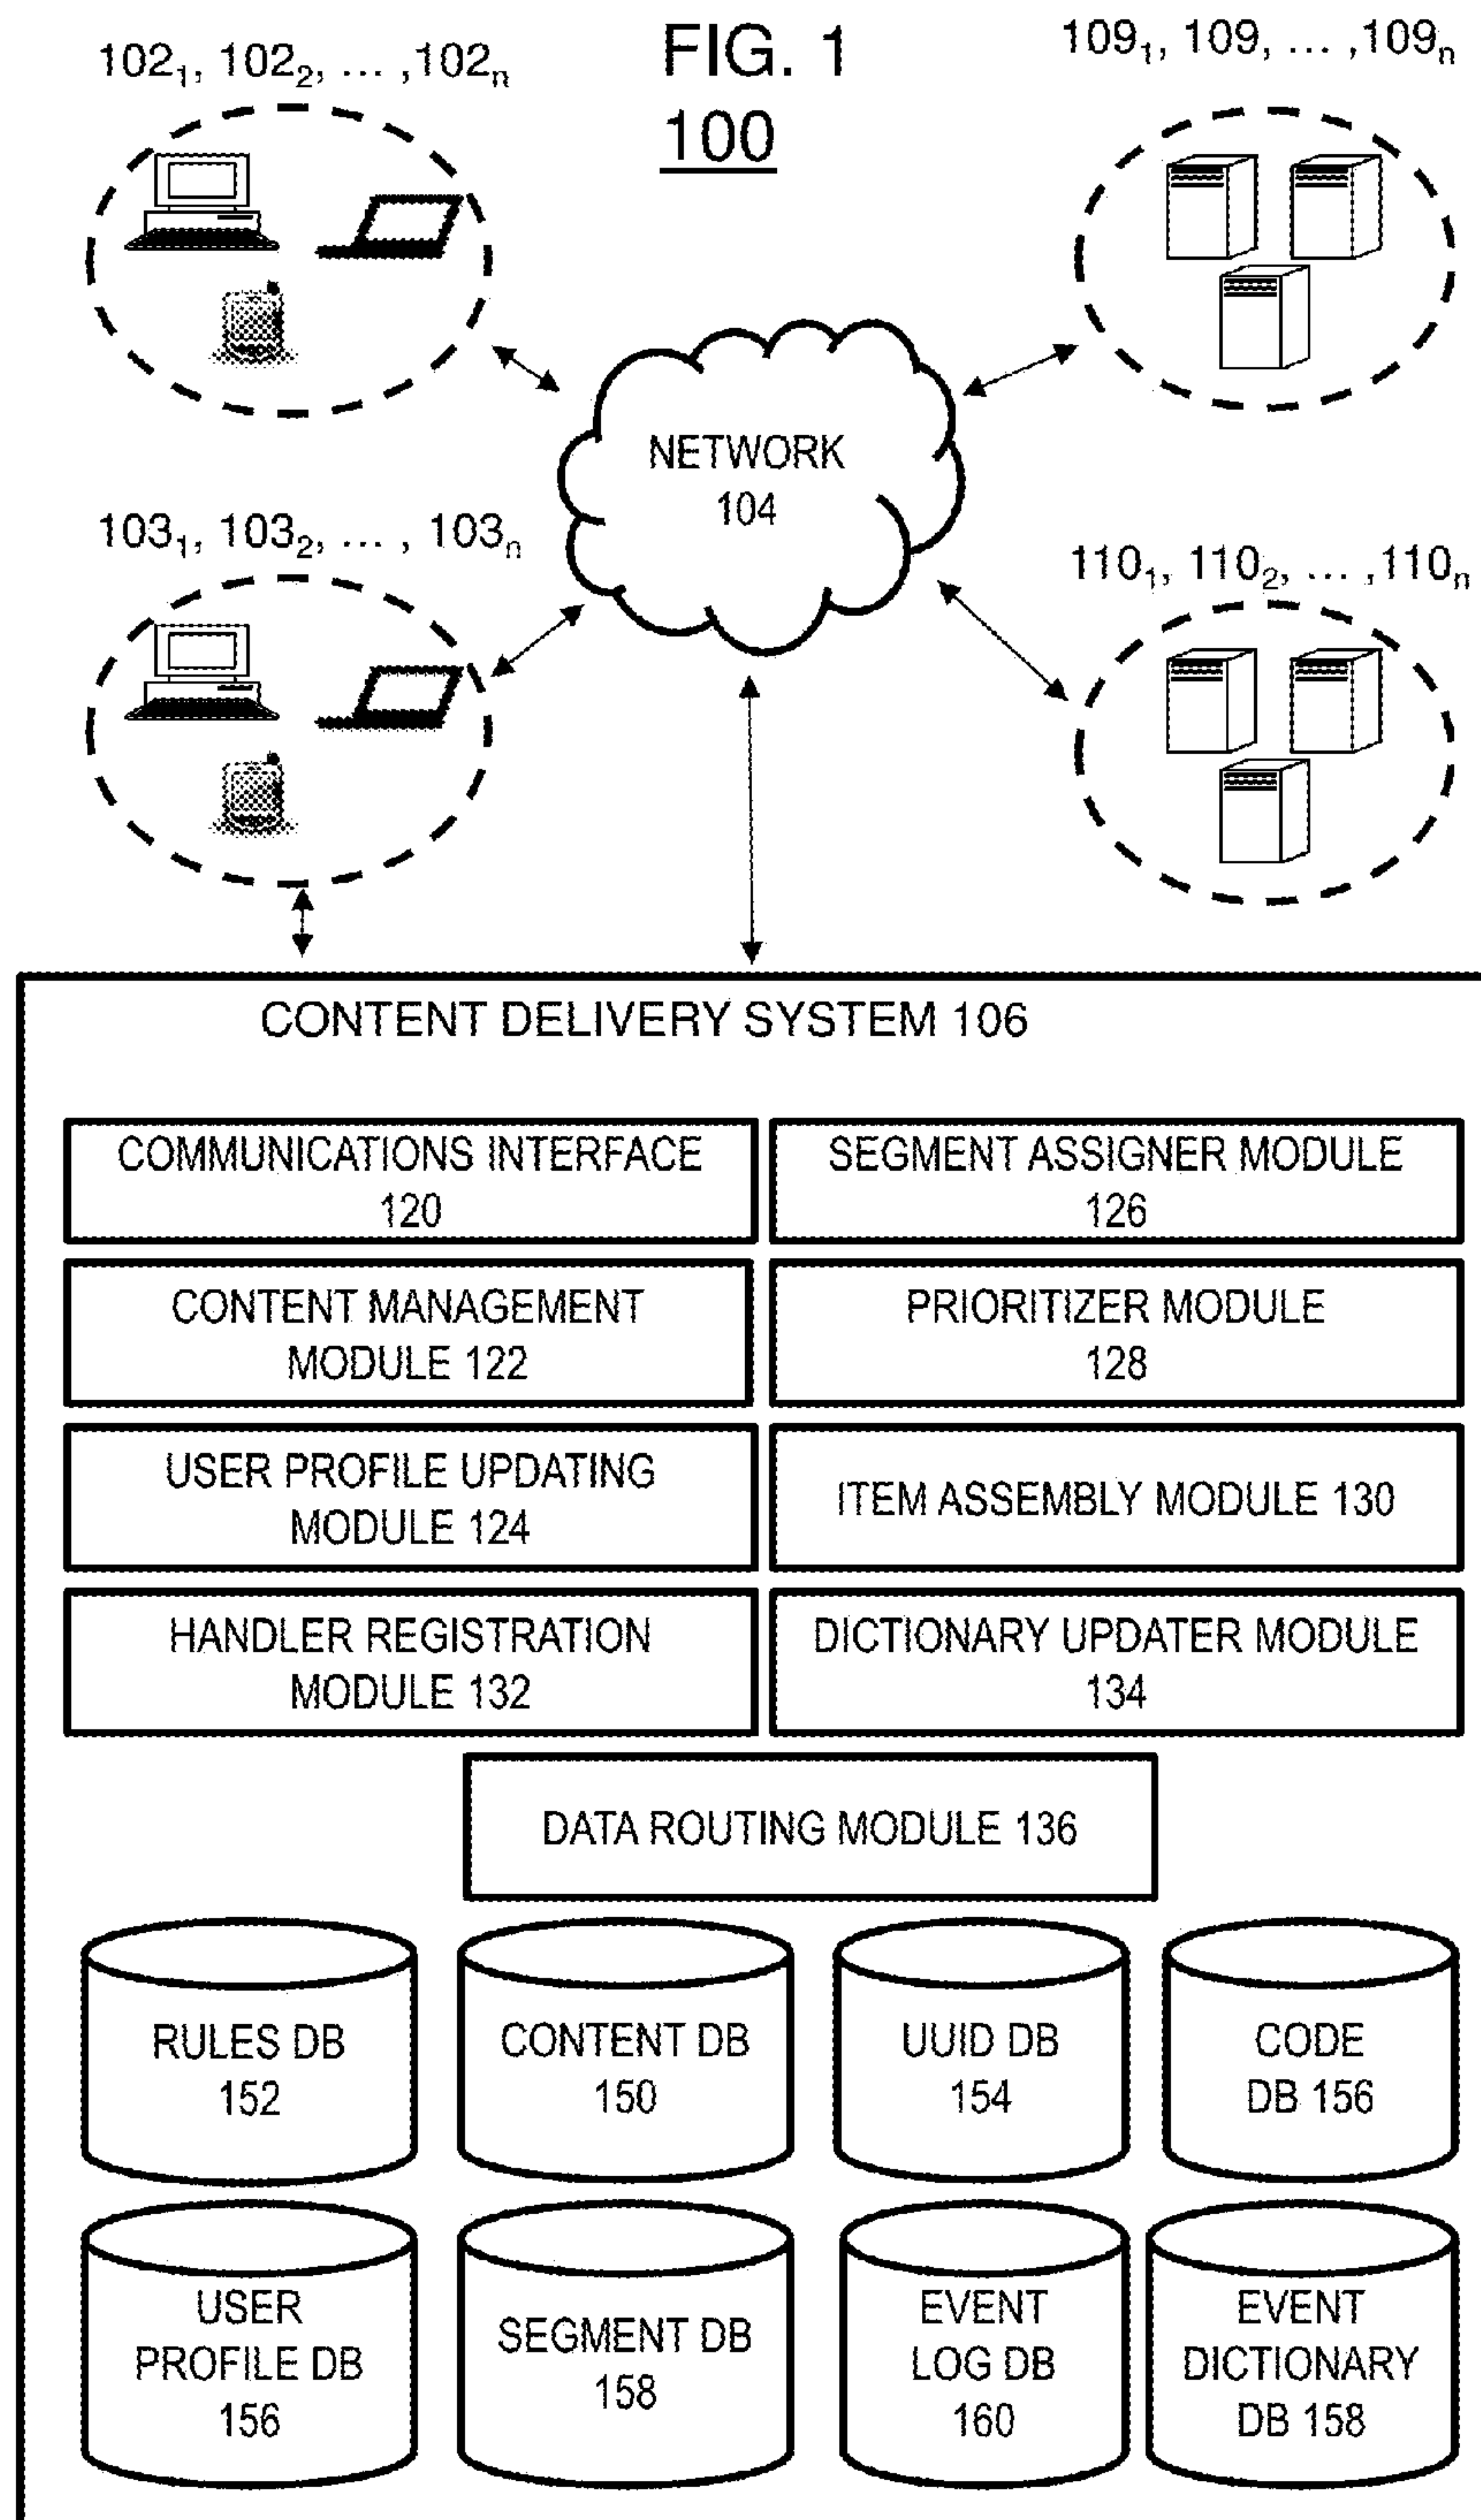 FIG. 1
100
102₁, 102₂, ... ,102ₙ
109₁, 109, ... ,109ₙ
NETWORK
104
103₁, 103₂, ... , 103ₙ
110₁, 110₂, ... ,110ₙ
CONTENT DELIVERY SYSTEM 106
COMMUNICATIONS INTERFACE
120
SEGMENT ASSIGNER MODULE
126
CONTENT MANAGEMENT
MODULE 122
PRIORITIZER MODULE
128
USER PROFILE UPDATING
MODULE 124
ITEM ASSEMBLY MODULE 130
HANDLER REGISTRATION
MODULE 132
DICTIONARY UPDATER MODULE
134
DATA ROUTING MODULE 136
RULES DB
152
CONTENT DB
150
UUID DB
154
CODE
DB 156
USER
PROFILE DB
156
SEGMENT DB
158
EVENT
LOG DB
160
EVENT
DICTIONARY
DB 158